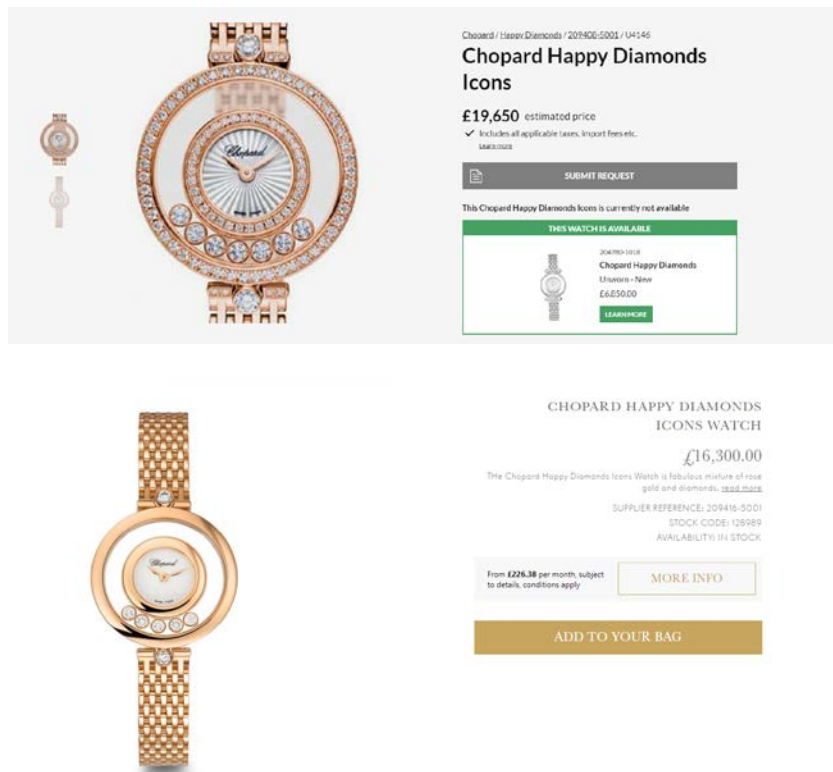 Chopard / Happy Diamonds / 209408-5001 / U4146
Chopard Happy Diamonds
Icons
£19,650 estimated price
Includes all applicable taxes, import fees etc.
Learn more
SUBMIT REQUEST
This Chopard Happy Diamonds Icons is currently not available
THIS WATCH IS AVAILABLE
Chopard Happy Diamonds
Unworn - New
£6,850.00
LEARN MORE
Chopard
CHOPARD HAPPY DIAMONDS
ICONS WATCH
£16,300.00
THe Chopard Happy Diamonds Icons Watch is fabulous mixture of rose
gold and diamonds. read more
SUPPLIER REFERENCE: 209416-5001
STOCK CODE: 128989
AVAILABILITY: IN STOCK
From £226.38 per month, subject
to details, conditions apply
MORE INFO
ADD TO YOUR BAG
Chopard